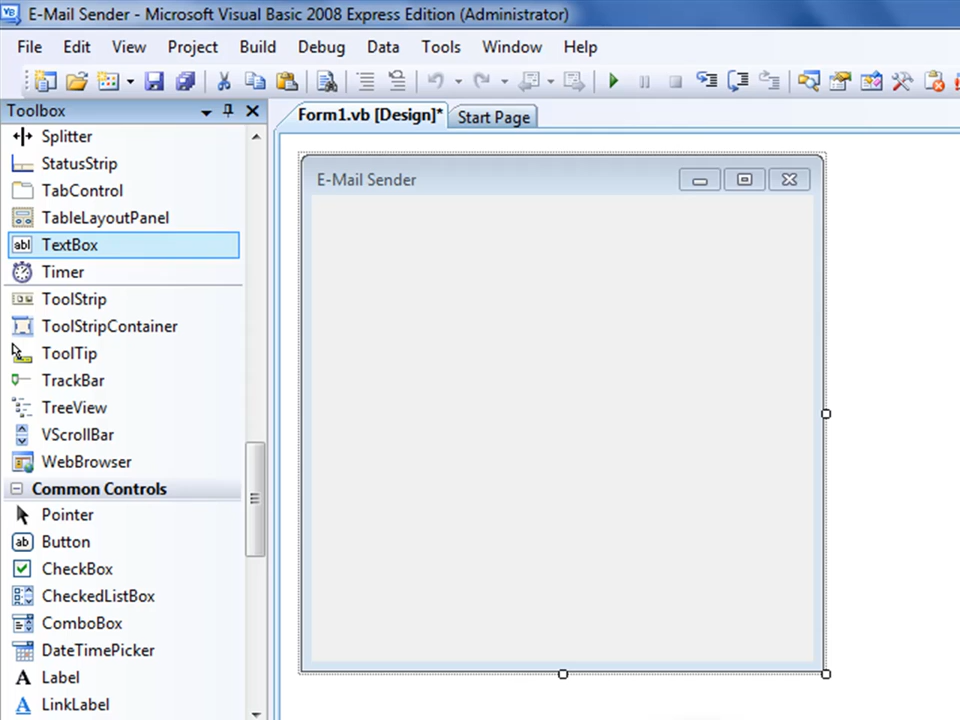 E-Mail Sender - Microsoft Visual Basic 2008 Express Edition (Administrator)
File Edit View Project Build Debug Data Tools Window Help
Toolbox
Form1.vb [Design]* Start Page
Splitter
StatusStrip
TabControl
TableLayoutPanel
abl TextBox
Timer
ToolStrip
ToolStripContainer
ToolTip
TrackBar
TreeView
VScrollBar
WebBrowser
Common Controls
Pointer
ab Button
CheckBox
CheckedListBox
ComboBox
DateTimePicker
A Label
A LinkLabel
E-Mail Sender